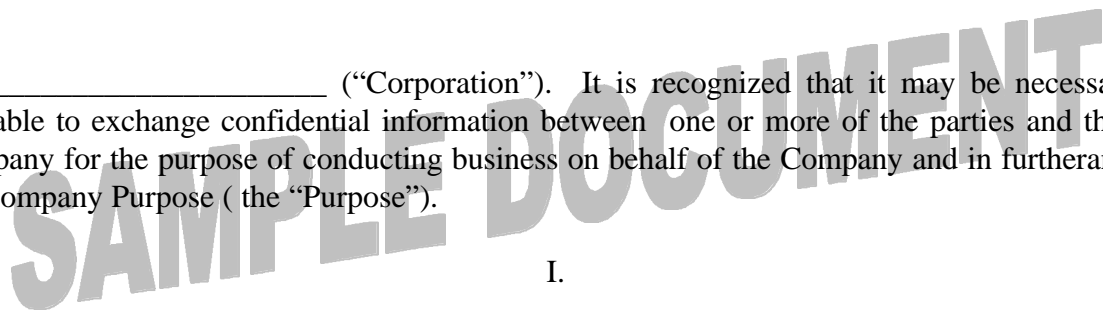 ____________________ (“Corporation”). It is recognized that it may be necessa
able to exchange confidential information between one or more of the parties and th
pany for the purpose of conducting business on behalf of the Company and in furthera
ompany Purpose ( the “Purpose”).
SAMPLE DOCUMENT
I.